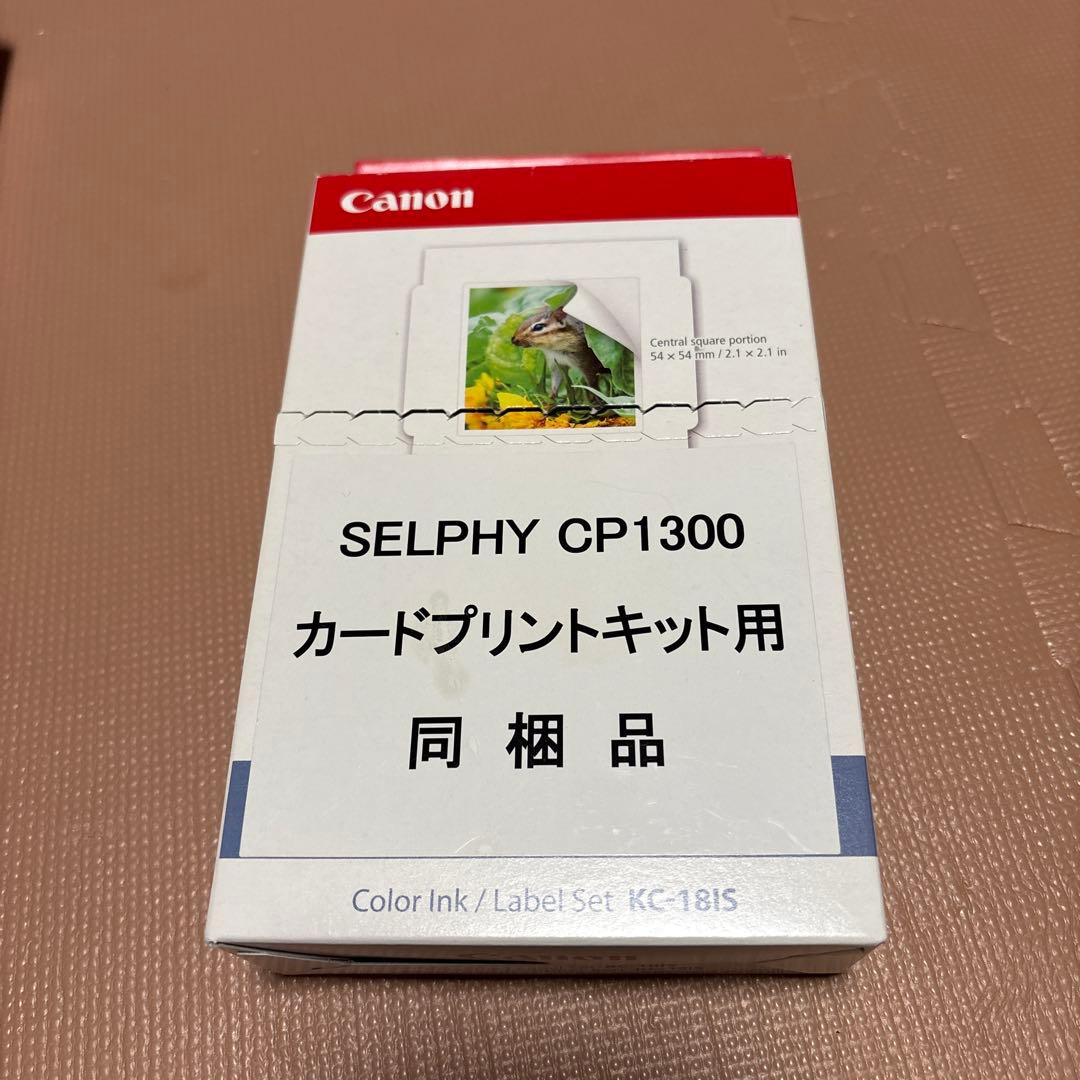 Canon
Central square portion
54 × 54 mm / 2.1 × 2.1 in
SELPHY CP1300
カードプリントキット用
同梱品
Color Ink / Label Set KC-18IS